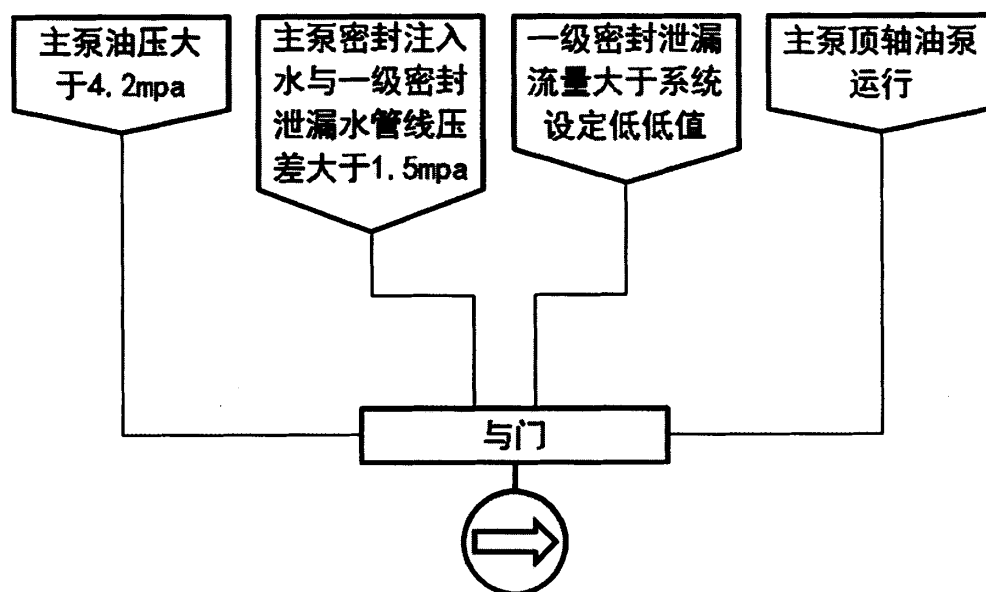 主泵油压大
于4.2mpa
主泵密封注入
水与一级密封
泄漏水管线压
差大于1.5mpa
一级密封泄漏
流量大于系统
设定低低值
主泵顶轴油泵
运行
与门